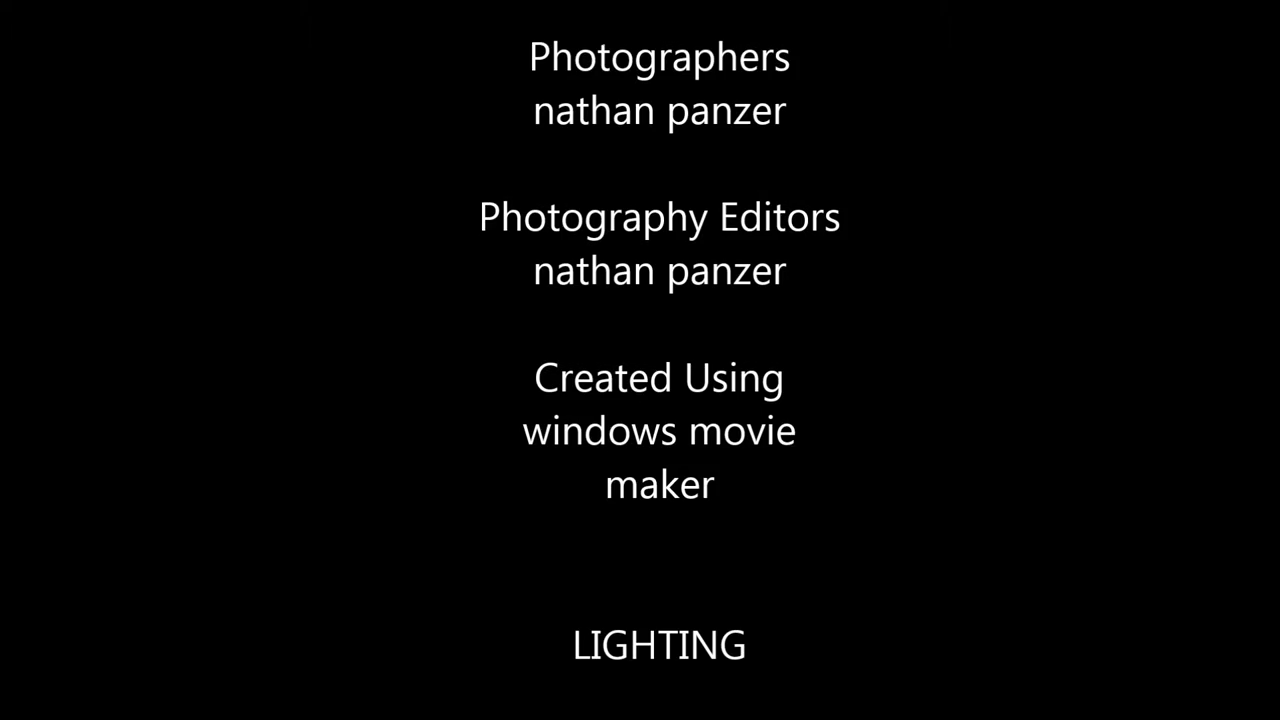 Photographers
nathan panzer
Photography Editors
nathan panzer
Created Using
windows movie
maker
LIGHTING